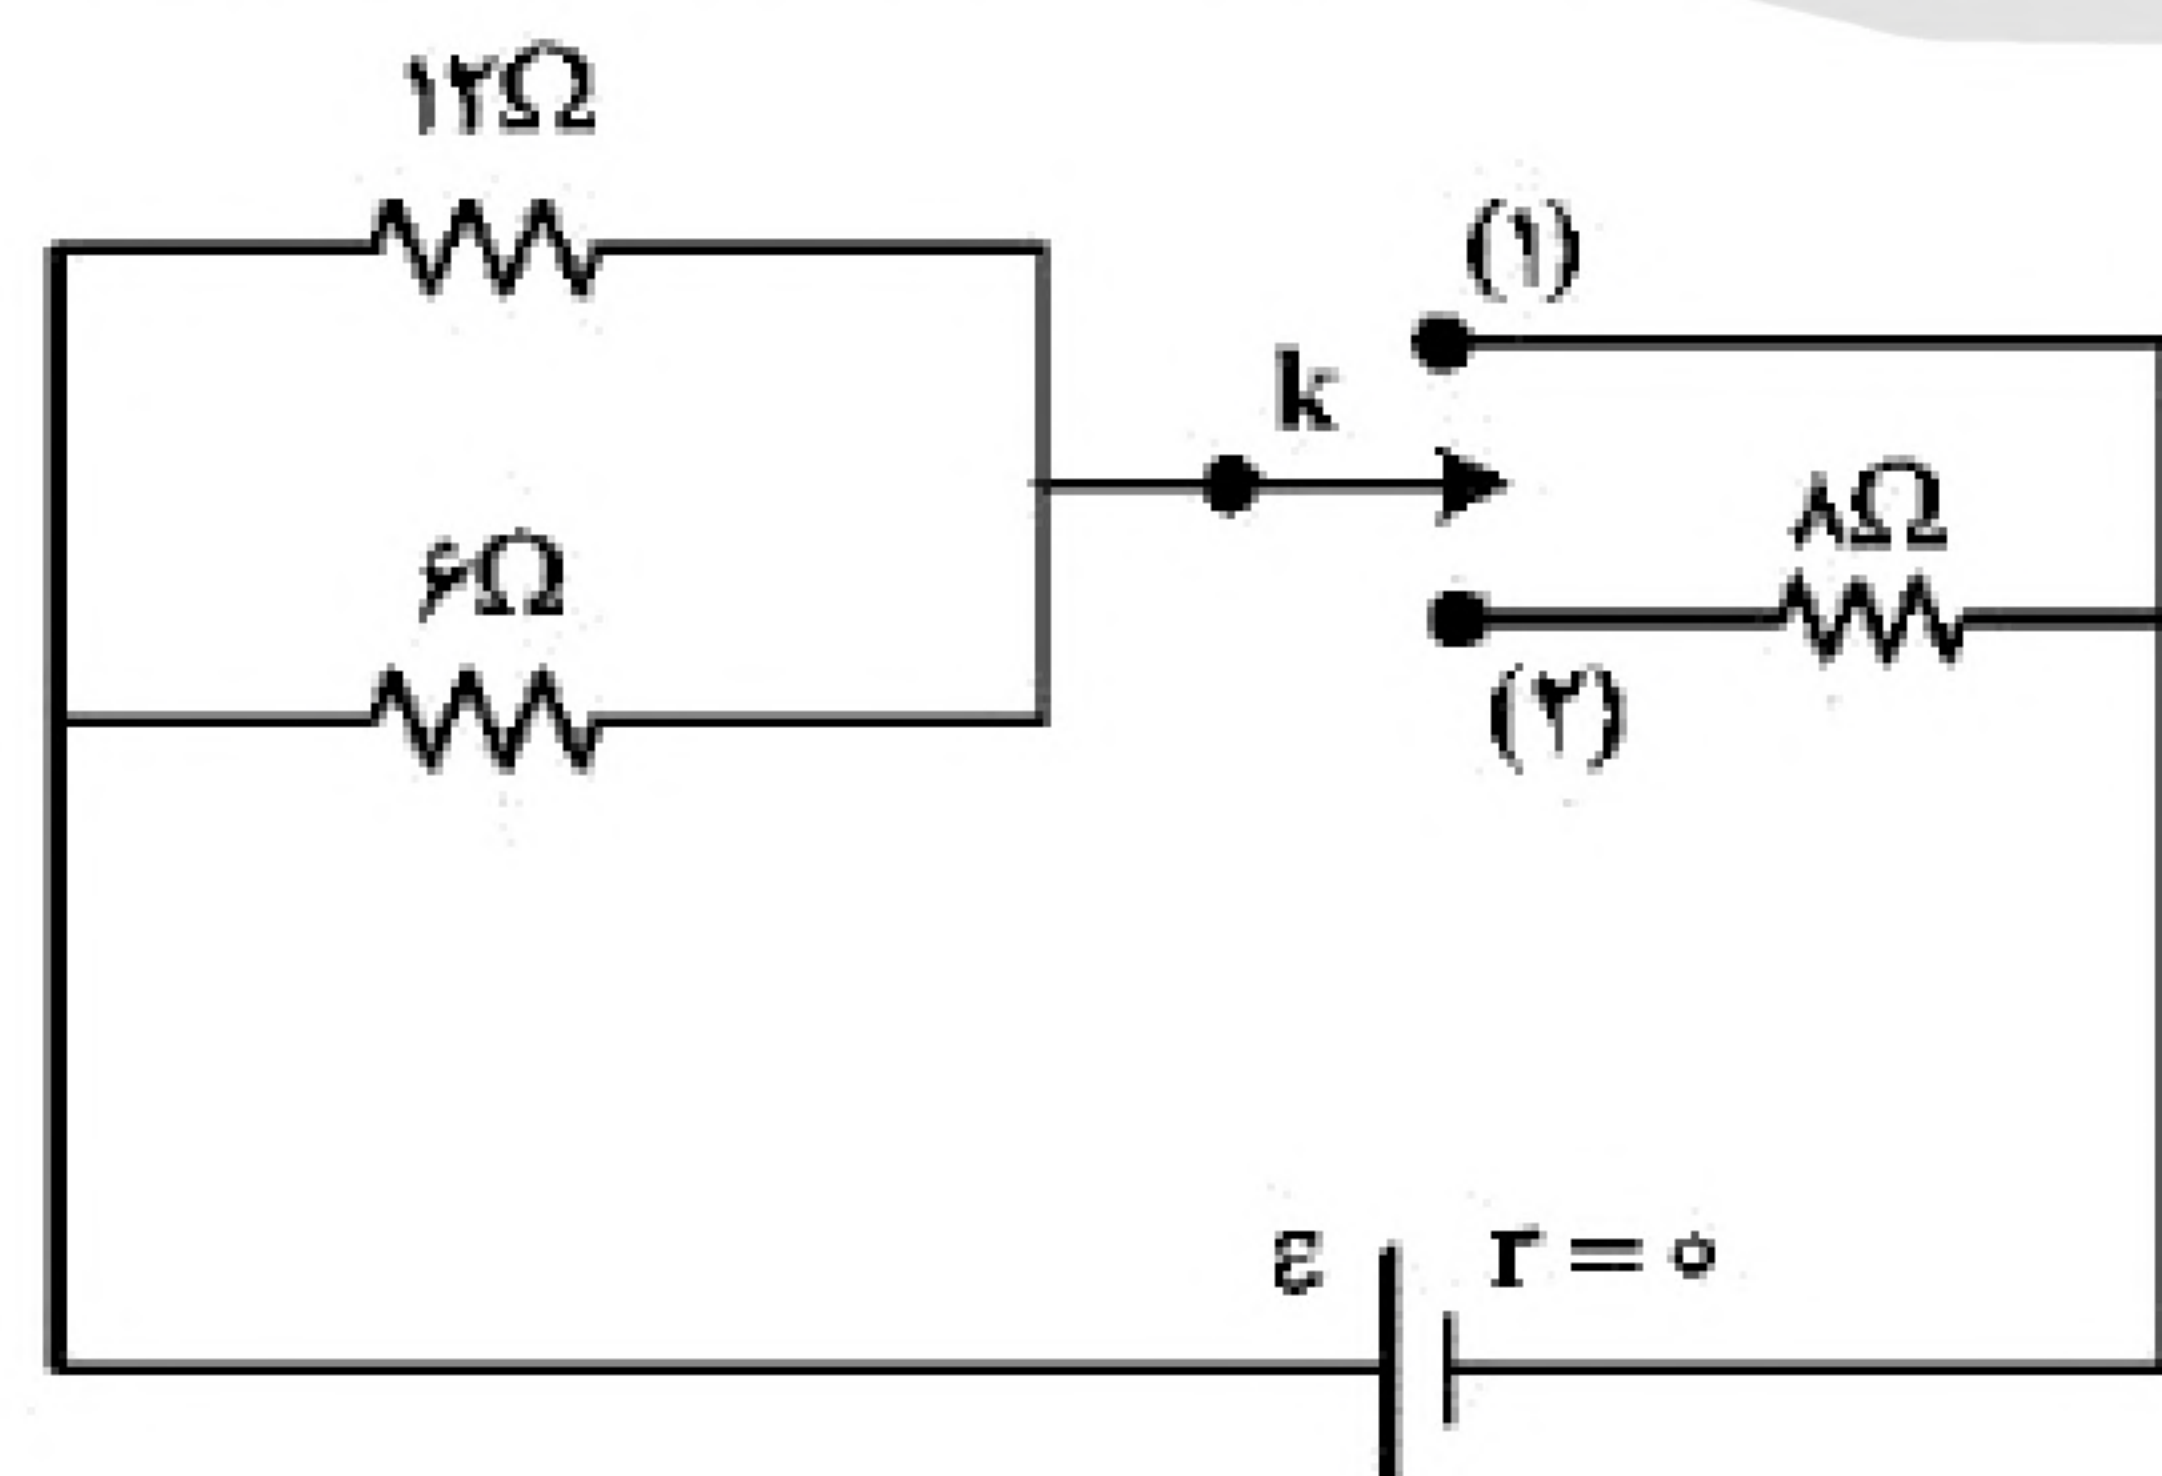 ۱۲Ω
(۱)
k
۸Ω
۶Ω
(۲)
ε r = ۰